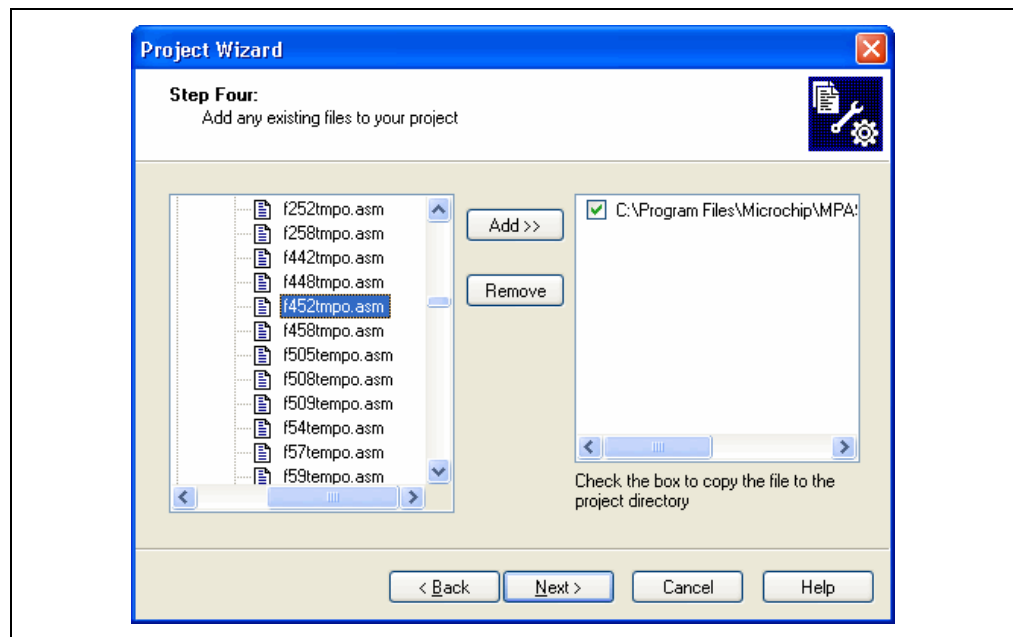 Project Wizard
Step Four:
Add any existing files to your project
f252tmpo.asm
f258tmpo.asm
f442tmpo.asm
f448tmpo.asm
f452tmpo.asm
f458tmpo.asm
f505tempo.asm
f508tempo.asm
f509tempo.asm
f54tempo.asm
f57tempo.asm
f59tempo.asm
Add >>
Remove
C:\Program Files\Microchip\MPAS
Check the box to copy the file to the
project directory
< Back
Next >
Cancel
Help